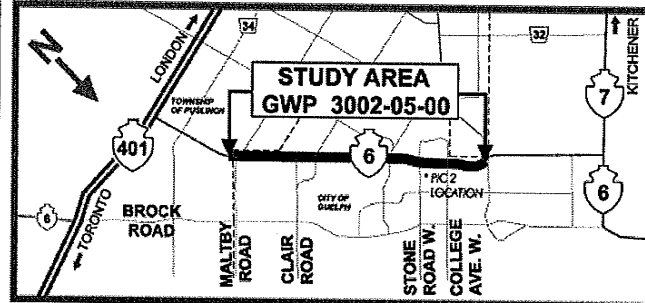 N
LONDON
34
32
KITCHENER
STUDY AREA
GWP 3002-05-00
TOWNSHIP
OF PUSLINCH
7
401
6
* PIC 2
LOCATION
6
CITY OF
GUELPH
6
TORONTO
BROCK
ROAD
MALTBY
ROAD
CLAIR
ROAD
STONE
ROAD W.
COLLEGE
AVE. W.